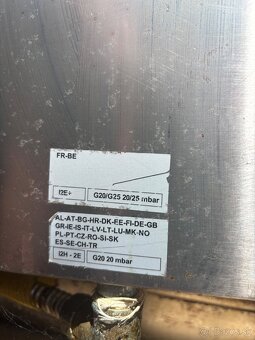 FR-BE
I2E+ G20/G25 20/25 mbar
AL-AT-BG-HR-DK-EE-FI-DE-GB
GR-IE-IS-IT-LV-LT-LU-MK-NO
PL-PT-CZ-RO-SI-SK
ES-SE-CH-TR
I2H - 2E G20 20 mbar